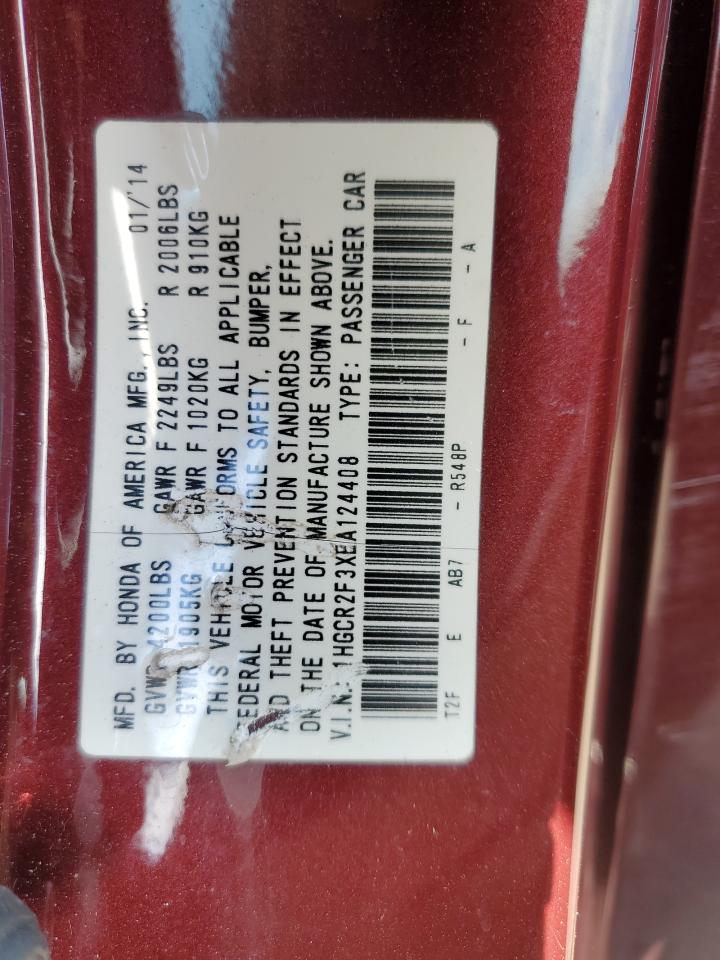 MFD. BY HONDA OF AMERICA MFG., INC. 01/'14
GVWR 4200LBS GAWR F 2249LBS R 2006LBS
GVWR 1905KG GAWR F 1020KG R 910KG
THIS VEHICLE CONFORMS TO ALL APPLICABLE
FEDERAL MOTOR VEHICLE SAFETY, BUMPER,
AND THEFT PREVENTION STANDARDS IN EFFECT
ON THE DATE OF MANUFACTURE SHOWN ABOVE.
V.I.N.: 1HGCR2F3XEA124408 TYPE: PASSENGER CAR
T2F E AB7 - R548P - F - A